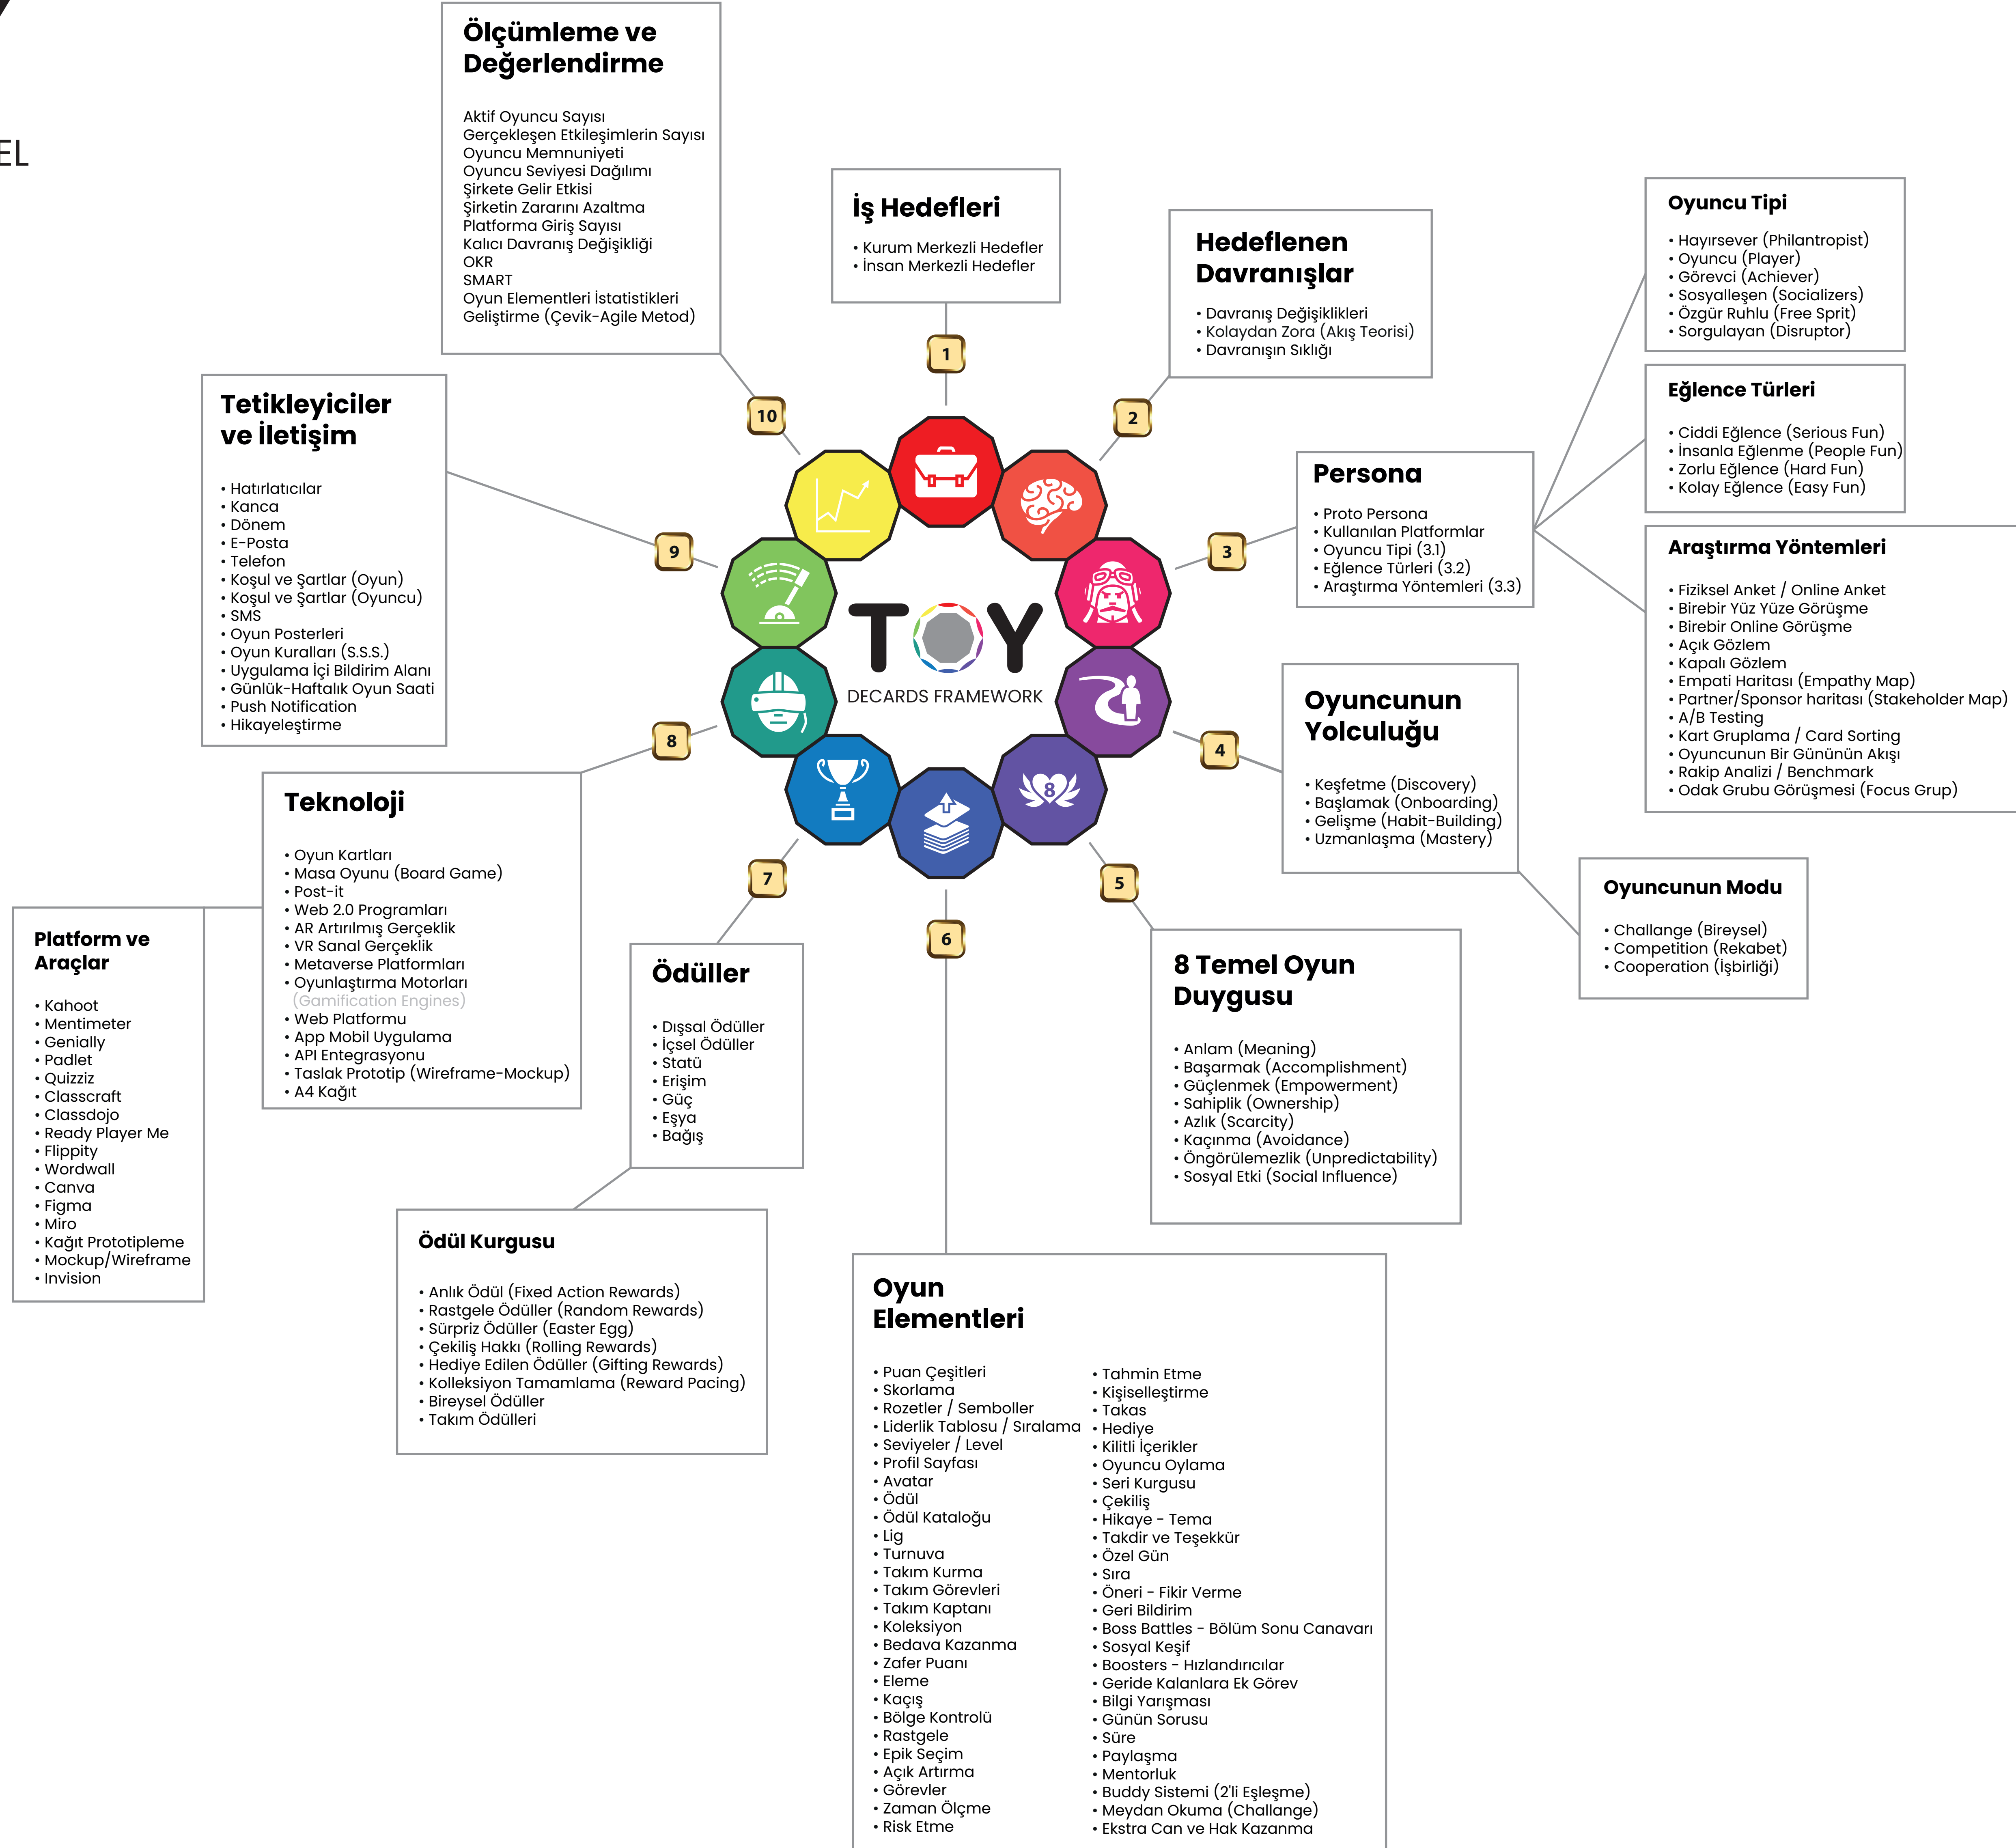 EL
Ölçümleme ve
Değerlendirme
Aktif Oyuncu Sayısı
Gerçekleşen Etkileşimlerin Sayısı
Oyuncu Memnuniyeti
Oyuncu Seviyesi Dağılımı
Şirkete Gelir Etkisi
Şirketin Zararını Azaltma
Platforma Giriş Sayısı
Kalıcı Davranış Değişikliği
OKR
SMART
Oyun Elementleri İstatistikleri
Geliştirme (Çevik-Agile Metod)
10
İş Hedefleri
• Kurum Merkezli Hedefler
• İnsan Merkezli Hedefler
1
Hedeflenen
Davranışlar
• Davranış Değişiklikleri
• Kolaydan Zora (Akış Teorisi)
• Davranışın Sıklığı
2
Persona
• Proto Persona
• Kullanılan Platformlar
• Oyuncu Tipi (3.1)
• Eğlence Türleri (3.2)
• Araştırma Yöntemleri (3.3)
3
Oyuncu Tipi
• Hayırsever (Philantropist)
• Oyuncu (Player)
• Görevci (Achiever)
• Sosyalleşen (Socializers)
• Özgür Ruhlu (Free Sprit)
• Sorgulayan (Disruptor)
Eğlence Türleri
• Ciddi Eğlence (Serious Fun)
• İnsanla Eğlenme (People Fun)
• Zorlu Eğlence (Hard Fun)
• Kolay Eğlence (Easy Fun)
Araştırma Yöntemleri
• Fiziksel Anket / Online Anket
• Birebir Yüz Yüze Görüşme
• Birebir Online Görüşme
• Açık Gözlem
• Kapalı Gözlem
• Empati Haritası (Empathy Map)
• Partner/Sponsor haritası (Stakeholder Map)
• A/B Testing
• Kart Gruplama / Card Sorting
• Oyuncunun Bir Gününün Akışı
• Rakip Analizi / Benchmark
• Odak Grubu Görüşmesi (Focus Grup)
Oyuncunun
Yolculuğu
• Keşfetme (Discovery)
• Başlamak (Onboarding)
• Gelişme (Habit-Building)
• Uzmanlaşma (Mastery)
4
Oyuncunun Modu
• Challange (Bireysel)
• Competition (Rekabet)
• Cooperation (İşbirliği)
8
5
8 Temel Oyun
Duygusu
• Anlam (Meaning)
• Başarmak (Accomplishment)
• Güçlenmek (Empowerment)
• Sahiplik (Ownership)
• Azlık (Scarcity)
• Kaçınma (Avoidance)
• Öngörülemezlik (Unpredictability)
• Sosyal Etki (Social Influence)
TOY
DECARDS FRAMEWORK
6
Oyun
Elementleri
• Puan Çeşitleri
• Skorlama
• Rozetler / Semboller
• Liderlik Tablosu / Sıralama
• Seviyeler / Level
• Profil Sayfası
• Avatar
• Ödül
• Ödül Kataloğu
• Lig
• Turnuva
• Takım Kurma
• Takım Görevleri
• Takım Kaptanı
• Koleksiyon
• Bedava Kazanma
• Zafer Puanı
• Eleme
• Kaçış
• Bölge Kontrolü
• Rastgele
• Epik Seçim
• Açık Artırma
• Görevler
• Zaman Ölçme
• Risk Etme
• Tahmin Etme
• Kişiselleştirme
• Takas
• Hediye
• Kilitli İçerikler
• Oyuncu Oylama
• Seri Kurgusu
• Çekiliş
• Hikaye - Tema
• Takdir ve Teşekkür
• Özel Gün
• Sıra
• Öneri - Fikir Verme
• Geri Bildirim
• Boss Battles - Bölüm Sonu Canavarı
• Sosyal Keşif
• Boosters - Hızlandırıcılar
• Geride Kalanlara Ek Görev
• Bilgi Yarışması
• Günün Sorusu
• Süre
• Paylaşma
• Mentorluk
• Buddy Sistemi (2'li Eşleşme)
• Meydan Okuma (Challange)
• Ekstra Can ve Hak Kazanma
7
Ödüller
• Dışsal Ödüller
• İçsel Ödüller
• Statü
• Erişim
• Güç
• Eşya
• Bağış
Ödül Kurgusu
• Anlık Ödül (Fixed Action Rewards)
• Rastgele Ödüller (Random Rewards)
• Sürpriz Ödüller (Easter Egg)
• Çekiliş Hakkı (Rolling Rewards)
• Hediye Edilen Ödüller (Gifting Rewards)
• Kolleksiyon Tamamlama (Reward Pacing)
• Bireysel Ödüller
• Takım Ödülleri
8
Teknoloji
• Oyun Kartları
• Masa Oyunu (Board Game)
• Post-it
• Web 2.0 Programları
• AR Artırılmış Gerçeklik
• VR Sanal Gerçeklik
• Metaverse Platformları
• Oyunlaştırma Motorları
(Gamification Engines)
• Web Platformu
• App Mobil Uygulama
• API Entegrasyonu
• Taslak Prototip (Wireframe-Mockup)
• A4 Kağıt
Platform ve
Araçlar
• Kahoot
• Mentimeter
• Genially
• Padlet
• Quizziz
• Classcraft
• Classdojo
• Ready Player Me
• Flippity
• Wordwall
• Canva
• Figma
• Miro
• Kağıt Prototipleme
• Mockup/Wireframe
• Invision
9
Tetikleyiciler
ve İletişim
• Hatırlatıcılar
• Kanca
• Dönem
• E-Posta
• Telefon
• Koşul ve Şartlar (Oyun)
• Koşul ve Şartlar (Oyuncu)
• SMS
• Oyun Posterleri
• Oyun Kuralları (S.S.S.)
• Uygulama İçi Bildirim Alanı
• Günlük-Haftalık Oyun Saati
• Push Notification
• Hikayeleştirme